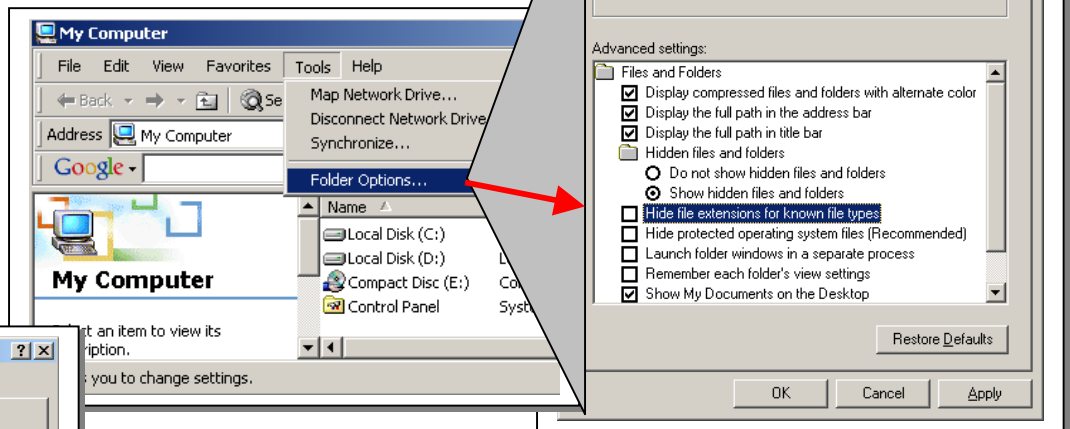 My Computer
File Edit View Favorites Tools Help
Back Se
Address My Computer
Google
Map Network Drive...
Disconnect Network Drive
Synchronize...
Folder Options...
Name
Local Disk (C:)
Local Disk (D:) L
Compact Disc (E:) Co
Control Panel Syst
My Computer
t an item to view its
ription.
s you to change settings.
Advanced settings:
Files and Folders
Display compressed files and folders with alternate color
Display the full path in the address bar
Display the full path in title bar
Hidden files and folders
Do not show hidden files and folders
Show hidden files and folders
Hide file extensions for known file types
Hide protected operating system files (Recommended)
Launch folder windows in a separate process
Remember each folder's view settings
Show My Documents on the Desktop
Restore Defaults
OK Cancel Apply